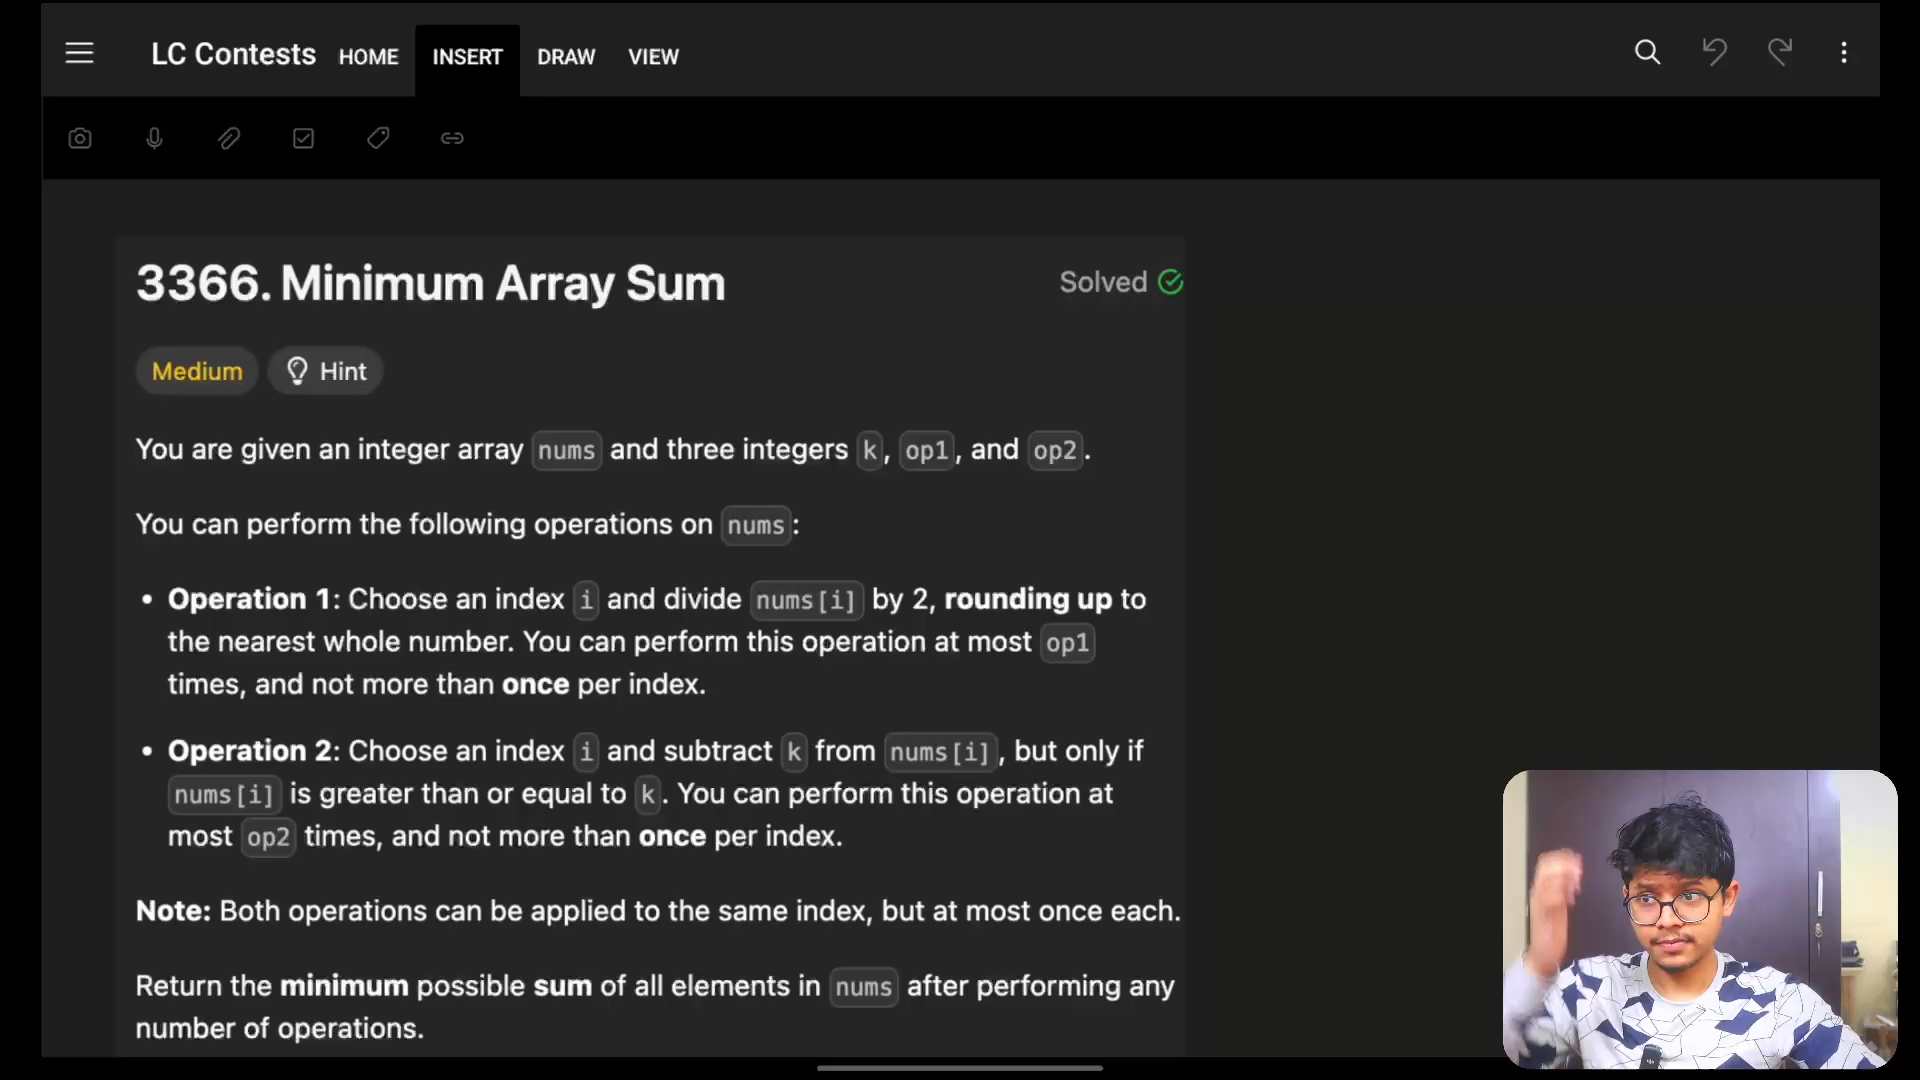 LC Contests HOME INSERT DRAW VIEW
3366. Minimum Array Sum
Solved
Medium Hint
You are given an integer array nums and three integers k, op1, and op2.
You can perform the following operations on nums:
• Operation 1: Choose an index i and divide nums[i] by 2, rounding up to
the nearest whole number. You can perform this operation at most op1
times, and not more than once per index.
• Operation 2: Choose an index i and subtract k from nums[i], but only if
nums[i] is greater than or equal to k. You can perform this operation at
most op2 times, and not more than once per index.
Note: Both operations can be applied to the same index, but at most once each.
Return the minimum possible sum of all elements in nums after performing any
number of operations.